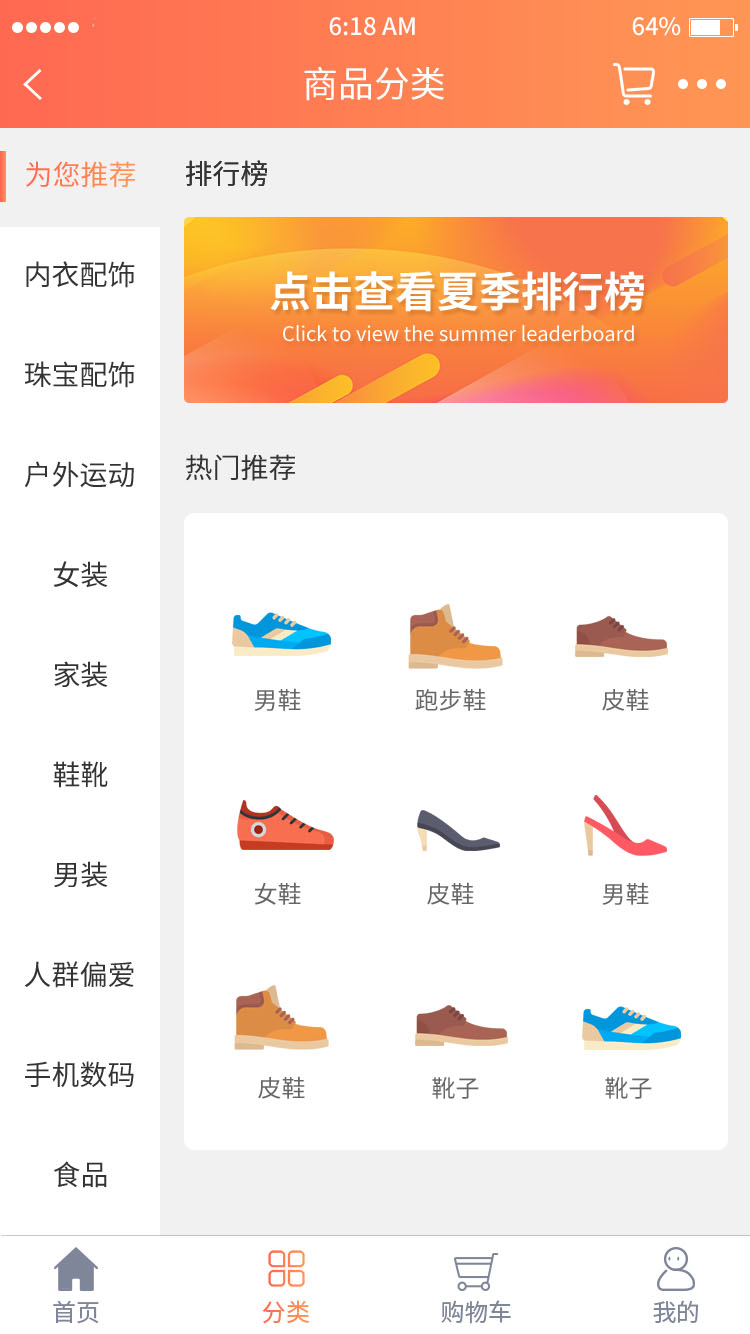 6:18 AM
64%
商品分类
为您推荐
内衣配饰
珠宝配饰
户外运动
女装
家装
鞋靴
男装
人群偏爱
手机数码
食品
排行榜
点击查看夏季排行榜
Click to view the summer leaderboard
热门推荐
男鞋
跑步鞋
皮鞋
女鞋
皮鞋
男鞋
皮鞋
靴子
靴子
首页
分类
购物车
我的